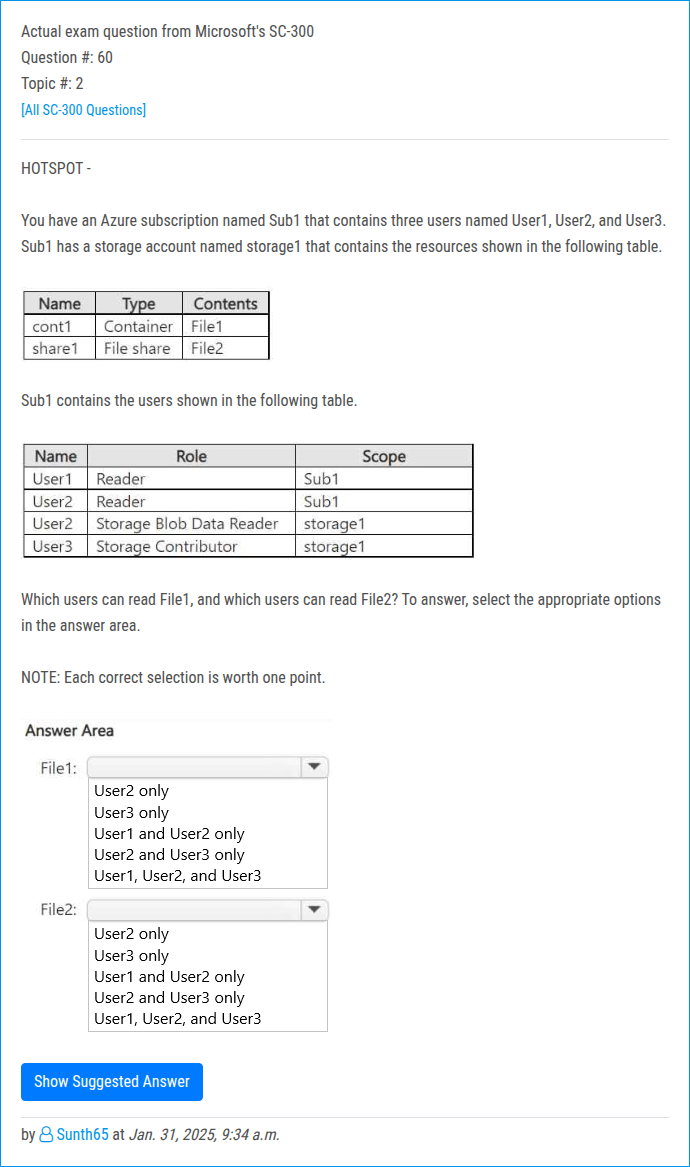 Actual exam question from Microsoft's SC-300
Question #: 60
Topic #: 2
[All SC-300 Questions]
HOTSPOT -
You have an Azure subscription named Sub1 that contains three users named User1, User2, and User3.
Sub1 has a storage account named storage1 that contains the resources shown in the following table.
Name Type Contents
cont1 Container File1
share1 File share File2
Sub1 contains the users shown in the following table.
Name Role Scope
User1 Reader Sub1
User2 Reader Sub1
User2 Storage Blob Data Reader storage1
User3 Storage Contributor storage1
Which users can read File1, and which users can read File2? To answer, select the appropriate options
in the answer area.
NOTE: Each correct selection is worth one point.
Answer Area
File1:
User2 only
User3 only
User1 and User2 only
User2 and User3 only
User1, User2, and User3
File2:
User2 only
User3 only
User1 and User2 only
User2 and User3 only
User1, User2, and User3
Show Suggested Answer
by Sunth65 at Jan. 31, 2025, 9:34 a.m.